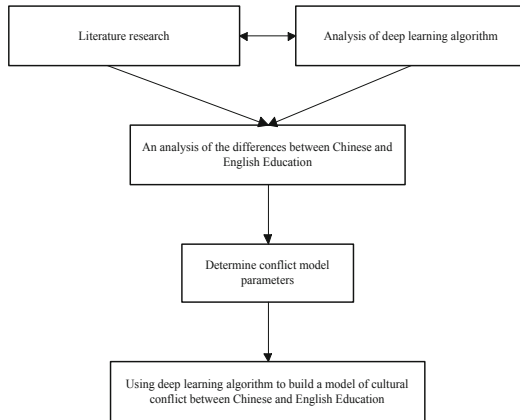 Literature research
Analysis of deep learning algorithm
An analysis of the differences between Chinese and
English Education
Determine conflict model
parameters
Using deep learning algorithm to build a model of cultural
conflict between Chinese and English Education